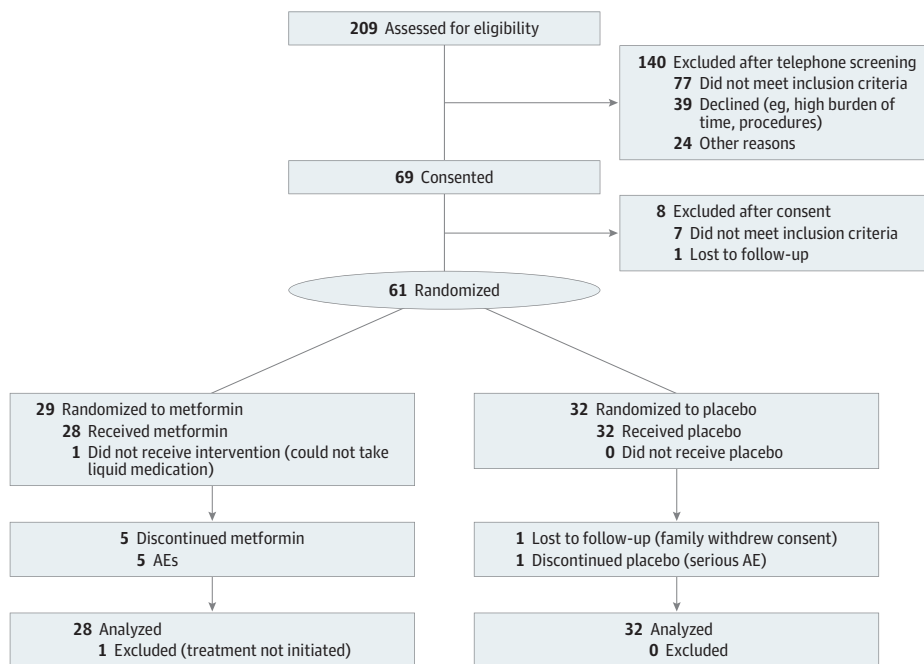 209 Assessed for eligibility
140 Excluded after telephone screening
77 Did not meet inclusion criteria
39 Declined (eg, high burden of
time, procedures)
24 Other reasons
69 Consented
8 Excluded after consent
7 Did not meet inclusion criteria
1 Lost to follow-up
61 Randomized
29 Randomized to metformin
28 Received metformin
1 Did not receive intervention (could not take
liquid medication)
32 Randomized to placebo
32 Received placebo
0 Did not receive placebo
5 Discontinued metformin
5 AEs
1 Lost to follow-up (family withdrew consent)
1 Discontinued placebo (serious AE)
28 Analyzed
1 Excluded (treatment not initiated)
32 Analyzed
0 Excluded